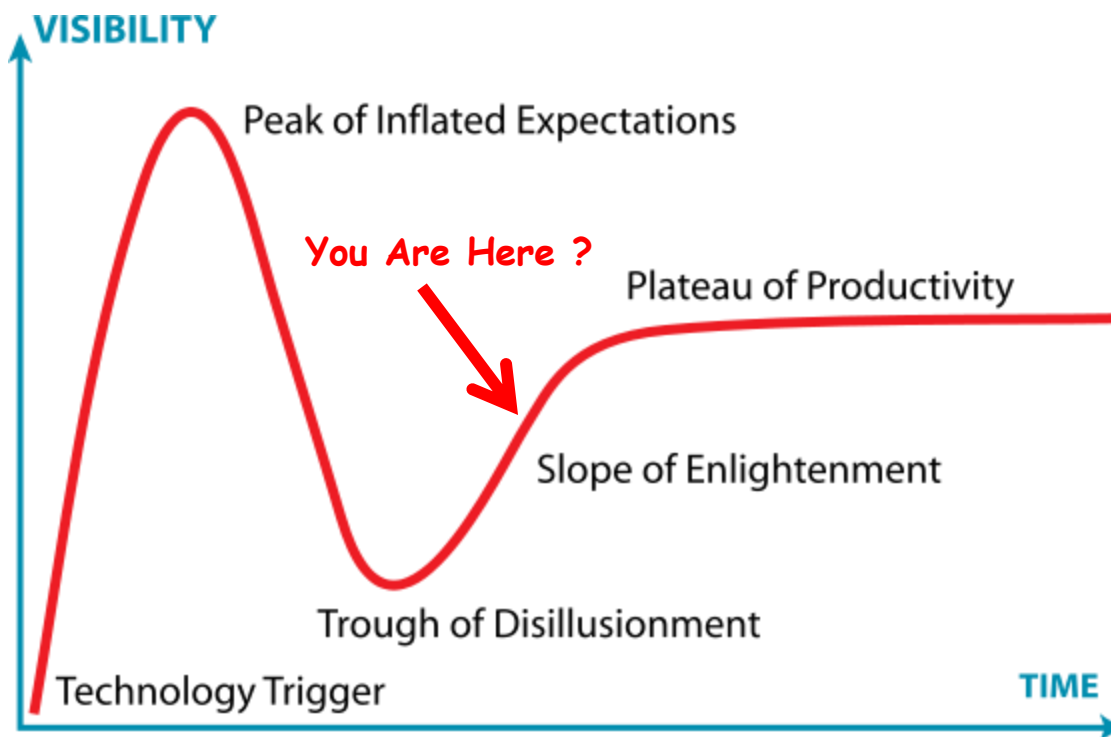 VISIBILITY
Peak of Inflated Expectations
You Are Here ?
Plateau of Productivity
Slope of Enlightenment
Trough of Disillusionment
Technology Trigger
TIME